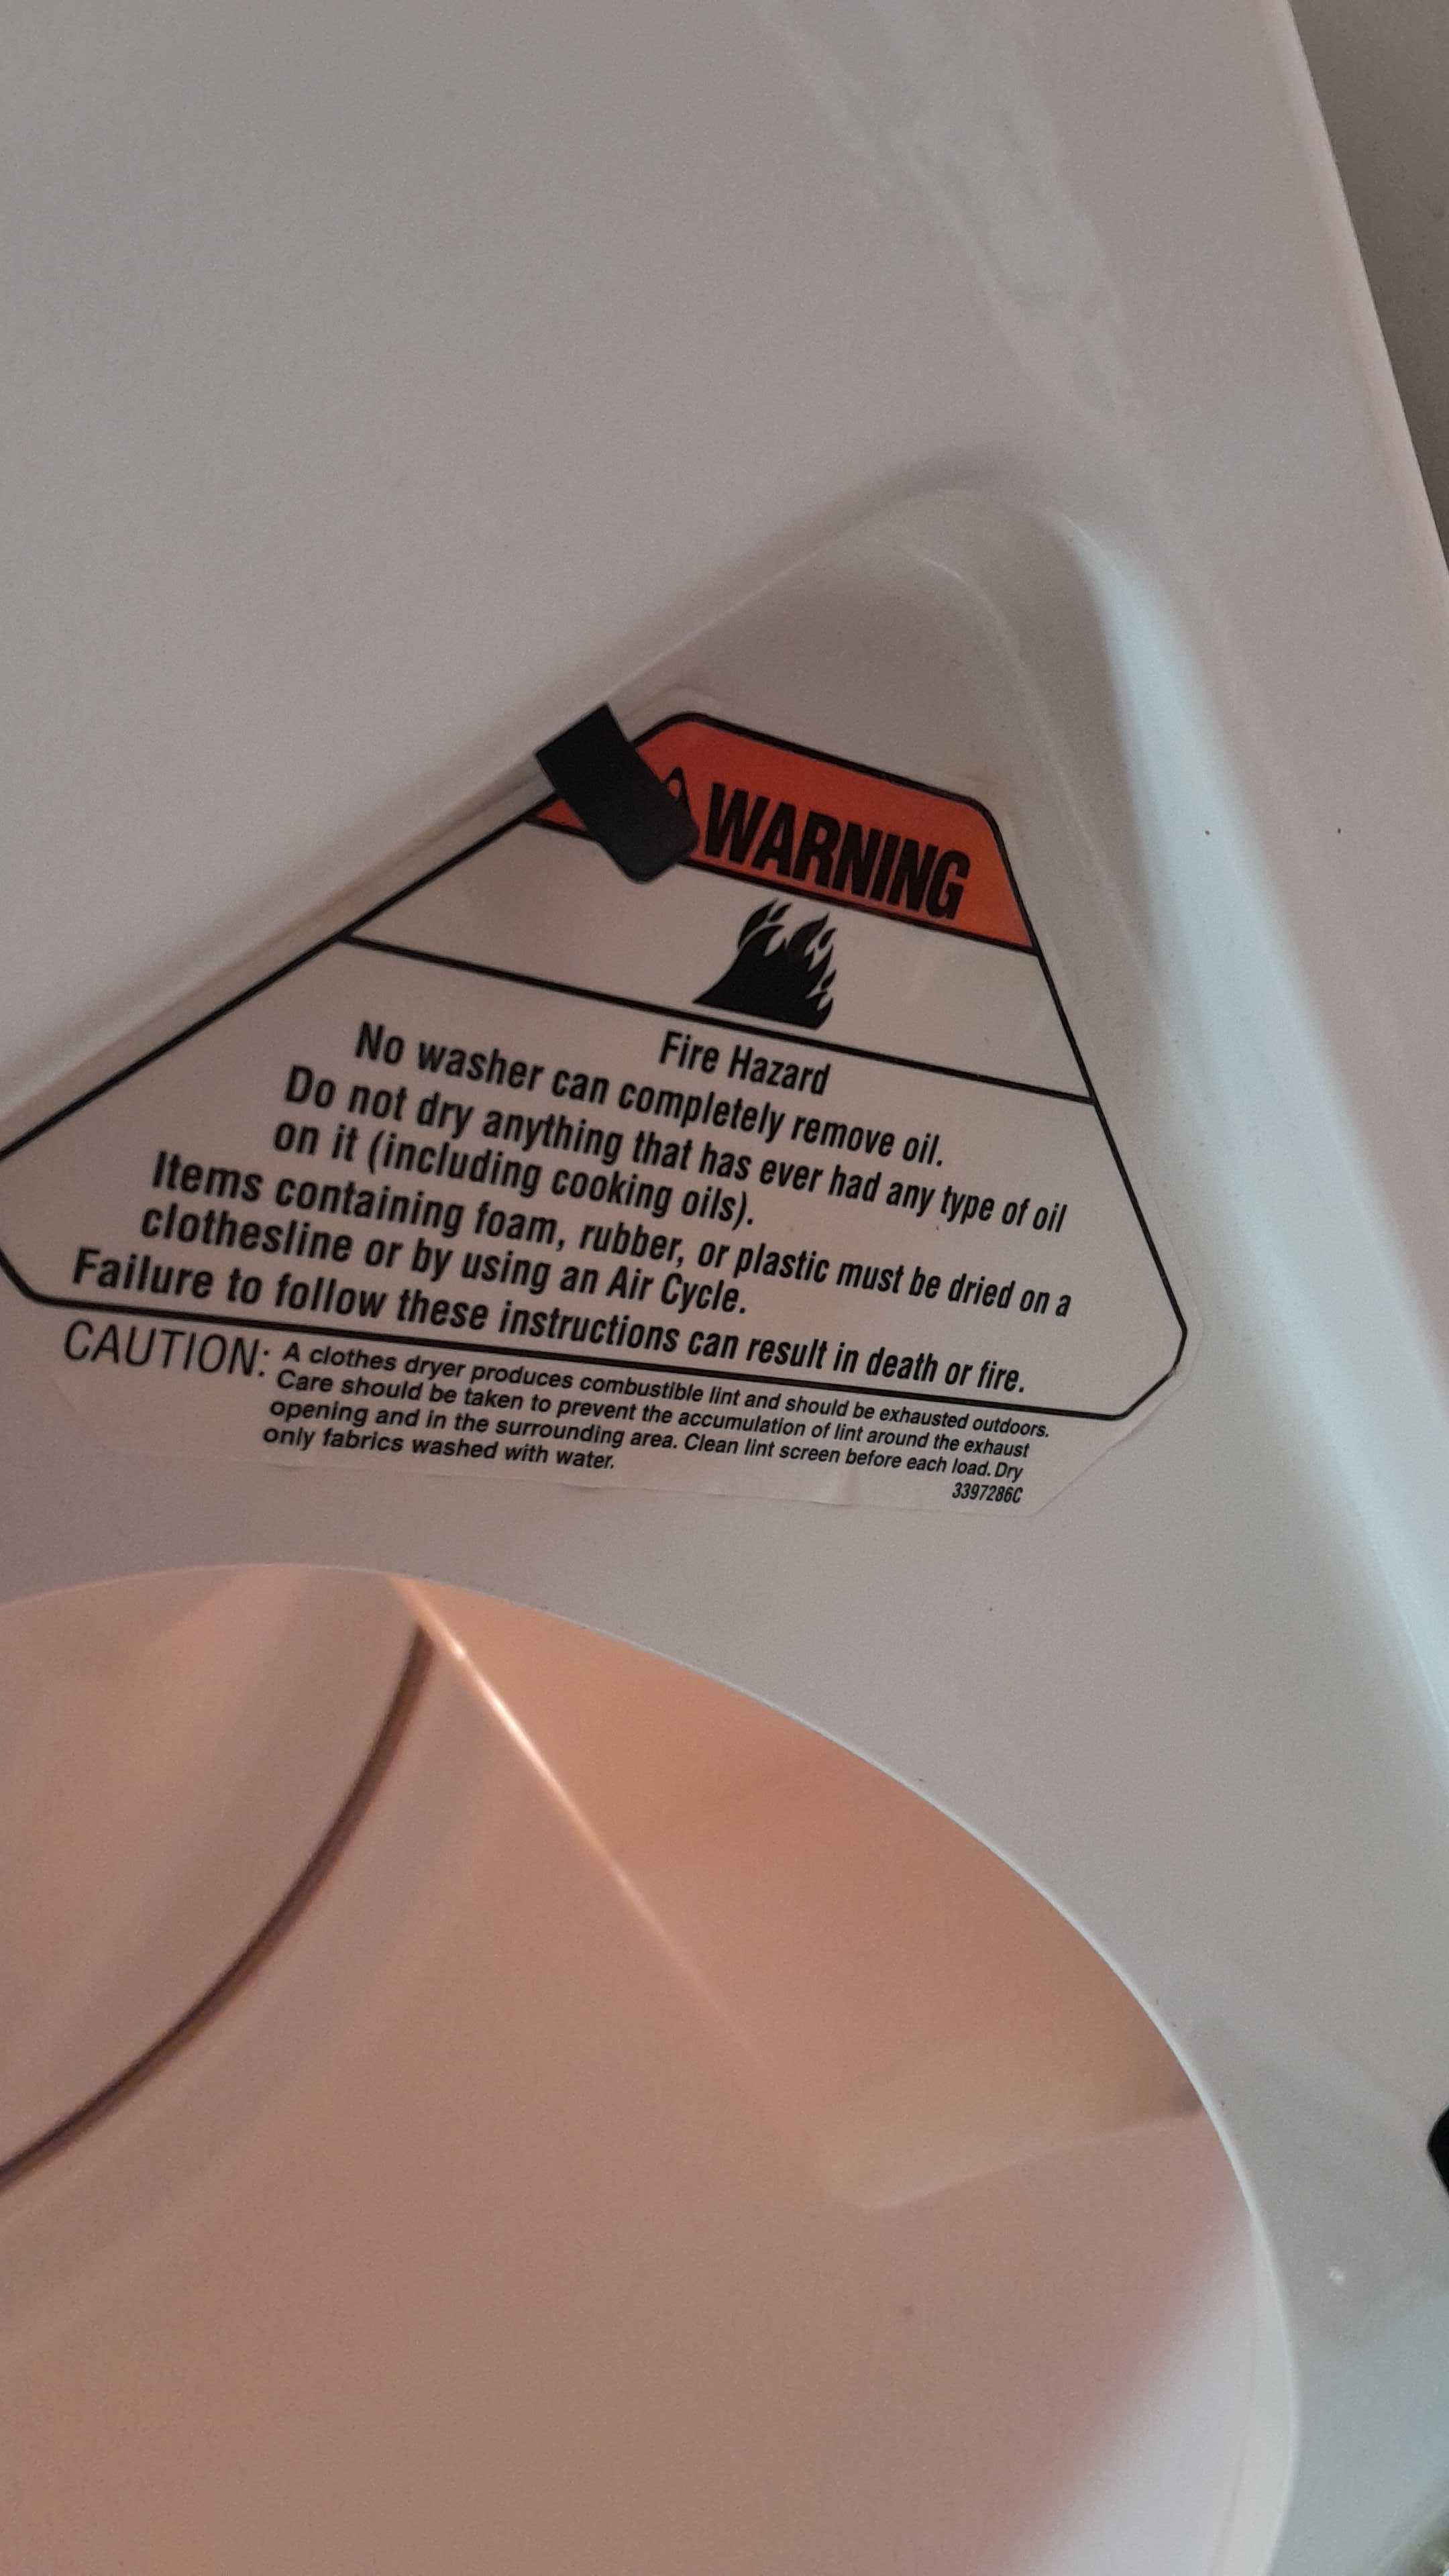 WARNING
Fire Hazard
No washer can completely remove oil.
Do not dry anything that has ever had any type of oil
on it (including cooking oils).
Items containing foam, rubber, or plastic must be dried on a
clothesline or by using an Air Cycle.
Failure to follow these instructions can result in death or fire.
CAUTION: A clothes dryer produces combustible lint and should be exhausted outdoors.
Care should be taken to prevent the accumulation of lint around the exhaust
opening and in the surrounding area. Clean lint screen before each load. Dry
only fabrics washed with water.
3397286C